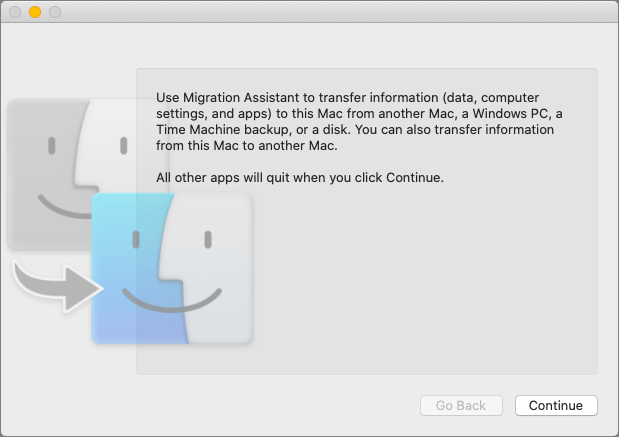 Use Migration Assistant to transfer information (data, computer
settings, and apps) to this Mac from another Mac, a Windows PC, a
Time Machine backup, or a disk. You can also transfer information
from this Mac to another Mac.
All other apps will quit when you click Continue.
Go Back
Continue